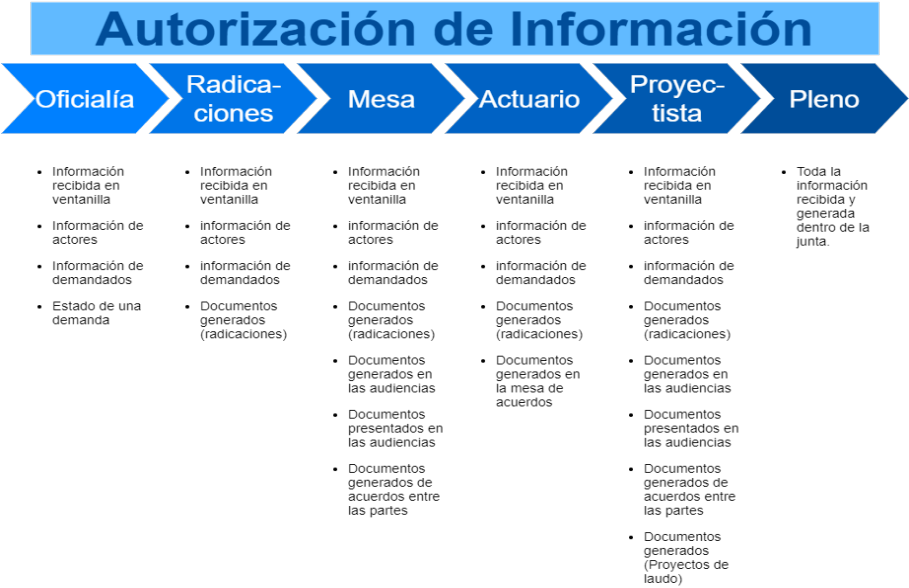 Autorización de Información
Oficialía
Radica-
ciones
Mesa
Actuario
Proyec-
tista
Pleno
• Información
recibida en
ventanilla
• Información de
actores
• Información de
demandados
• Estado de una
demanda
• Información
recibida en
ventanilla
• información de
actores
• información de
demandados
• Documentos
generados
(radicaciones)
• Información
recibida en
ventanilla
• información de
actores
• información de
demandados
• Documentos
generados
(radicaciones)
• Documentos
generados en
las audiencias
• Documentos
presentados en
las audiencias
• Documentos
generados de
acuerdos entre
las partes
• Información
recibida en
ventanilla
• información de
actores
• información de
demandados
• Documentos
generados
(radicaciones)
• Documentos
generados en
la mesa de
acuerdos
• Información
recibida en
ventanilla
• información de
actores
• información de
demandados
• Documentos
generados
(radicaciones)
• Documentos
generados en
las audiencias
• Documentos
presentados en
las audiencias
• Documentos
generados de
acuerdos entre
las partes
• Documentos
generados
(Proyectos de
laudo)
• Toda la
información
recibida y
generada
dentro de la
junta.